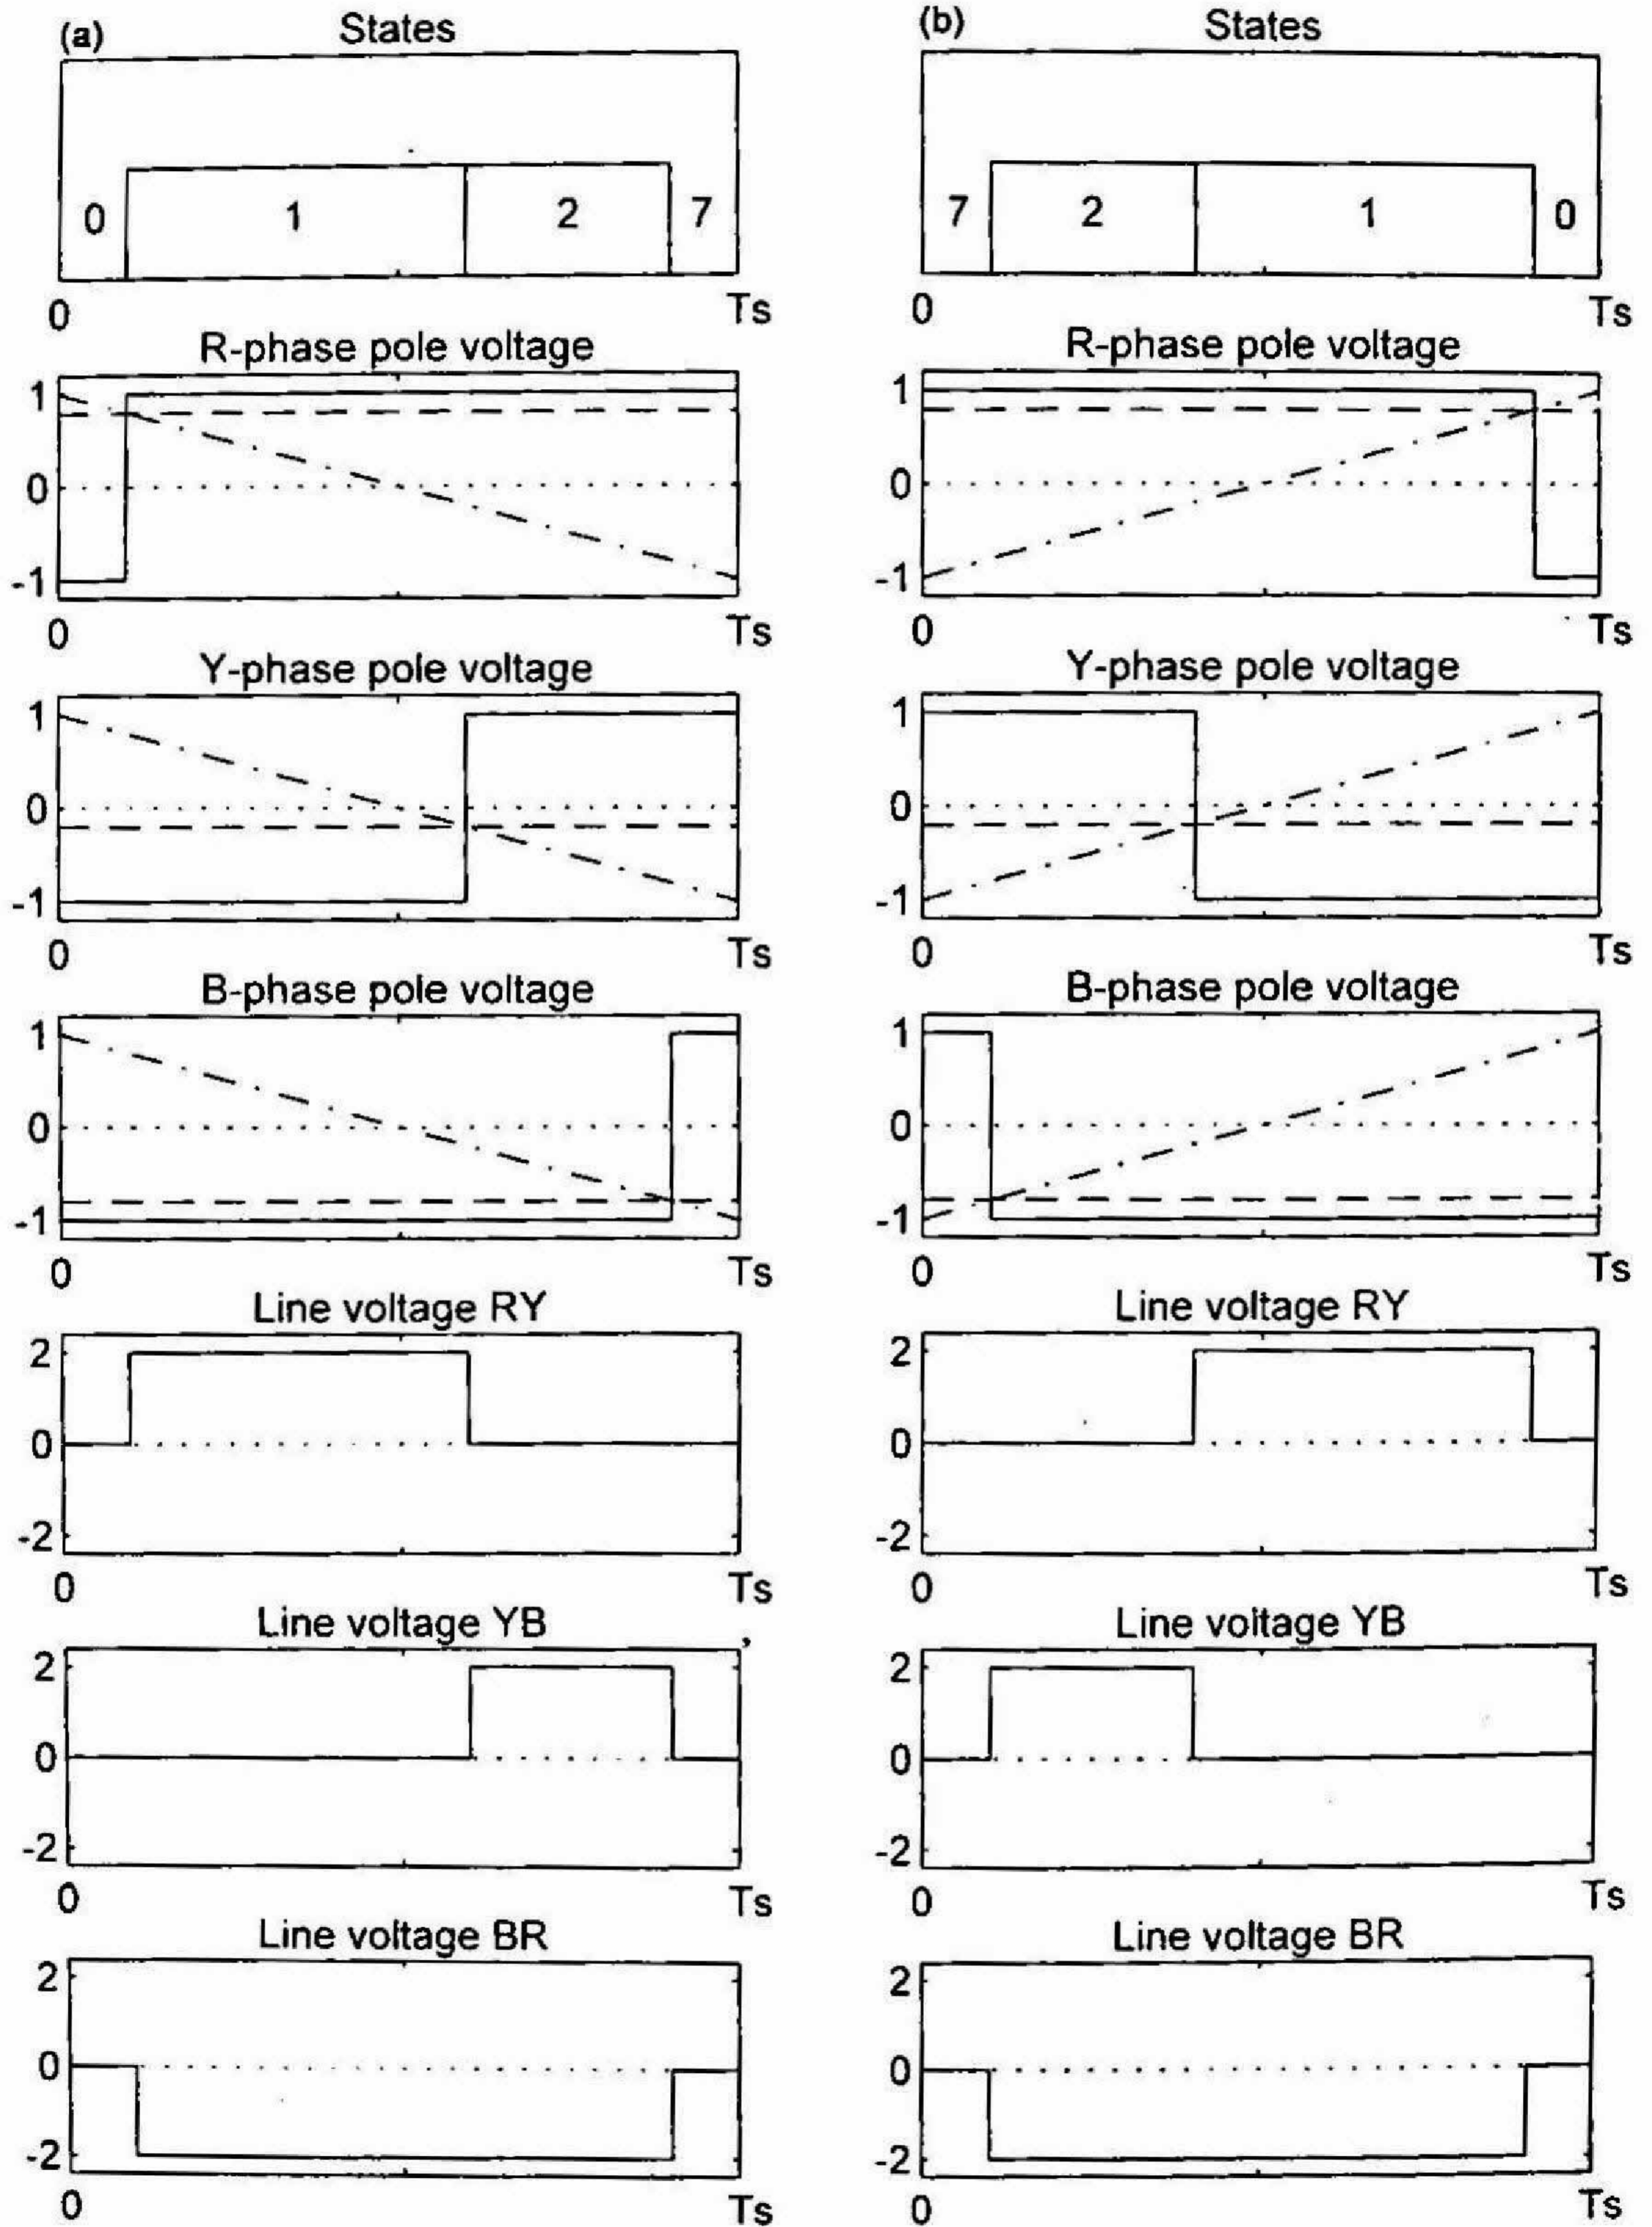 (a) States
0 1 2 7
0 Ts
R-phase pole voltage
1
0
-1
0 Ts
Y-phase pole voltage
1
0
-1
0 Ts
B-phase pole voltage
1
0
-1
0 Ts
Line voltage RY
2
0
-2
0 Ts
Line voltage YB
2
0
-2
0 Ts
Line voltage BR
2
0
-2
0 Ts
(b) States
7 2 1 0
0 Ts
R-phase pole voltage
1
0
-1
0 Ts
Y-phase pole voltage
1
0
-1
0 Ts
B-phase pole voltage
1
0
-1
0 Ts
Line voltage RY
2
0
-2
0 Ts
Line voltage YB
2
0
-2
0 Ts
Line voltage BR
2
0
-2
0 Ts